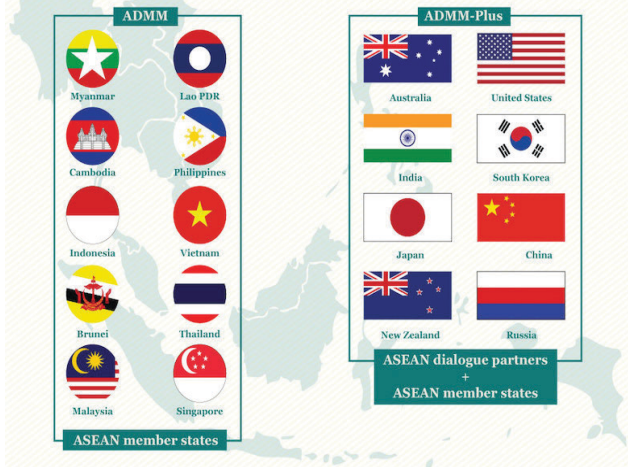 ADMM
Myanmar
Lao PDR
Cambodia
Philippines
Indonesia
Vietnam
Brunei
Thailand
Malaysia
Singapore
ASEAN member states
ADMM-Plus
Australia
United States
India
South Korea
Japan
China
New Zealand
Russia
ASEAN dialogue partners
+
ASEAN member states